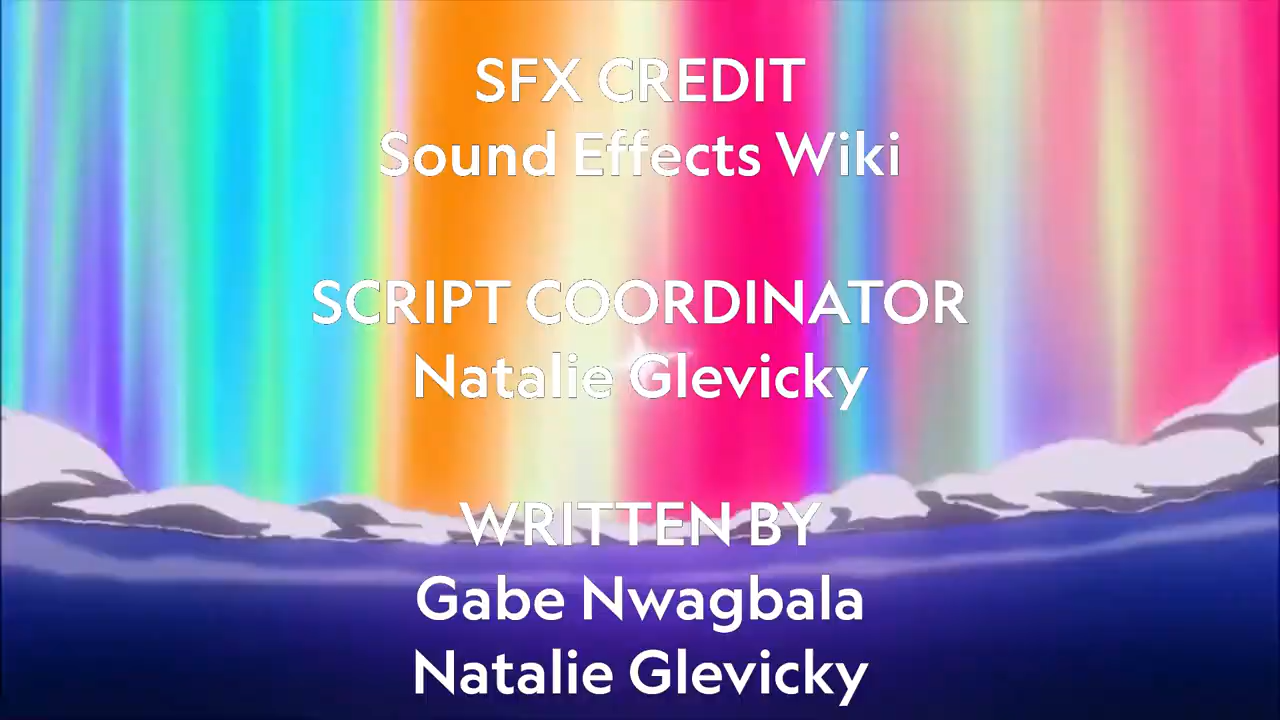 SFX CREDIT
Sound Effects Wiki
SCRIPT COORDINATOR
Natalie Glevicky
WRITTEN BY
Gabe Nwagbala
Natalie Glevicky